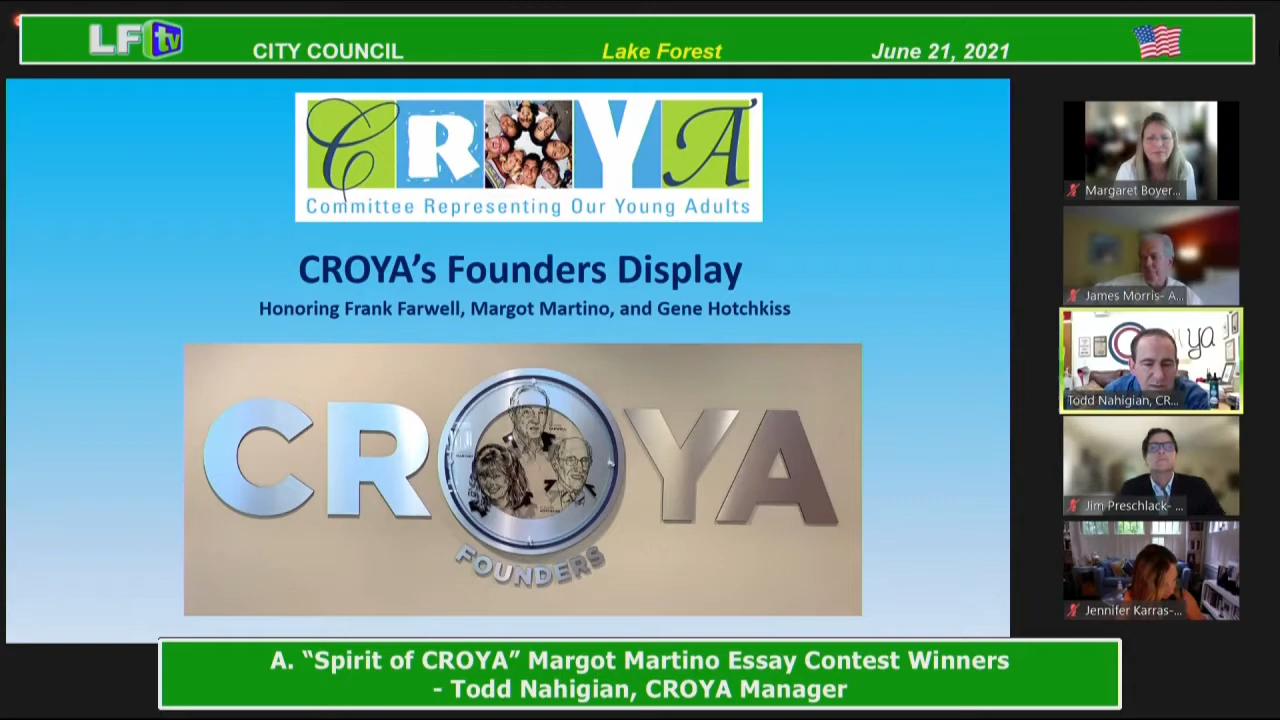 LFtv
CITY COUNCIL
Lake Forest
June 21, 2021
CROYA
Committee Representing Our Young Adults
CROYA's Founders Display
Honoring Frank Farwell, Margot Martino, and Gene Hotchkiss
CROYA
FOUNDERS
Margaret Boyer...
James Morris- A...
ya
Todd Nahigian, CR...
Jim Preschlack- ...
Jennifer Karras-...
A. “Spirit of CROYA” Margot Martino Essay Contest Winners
- Todd Nahigian, CROYA Manager